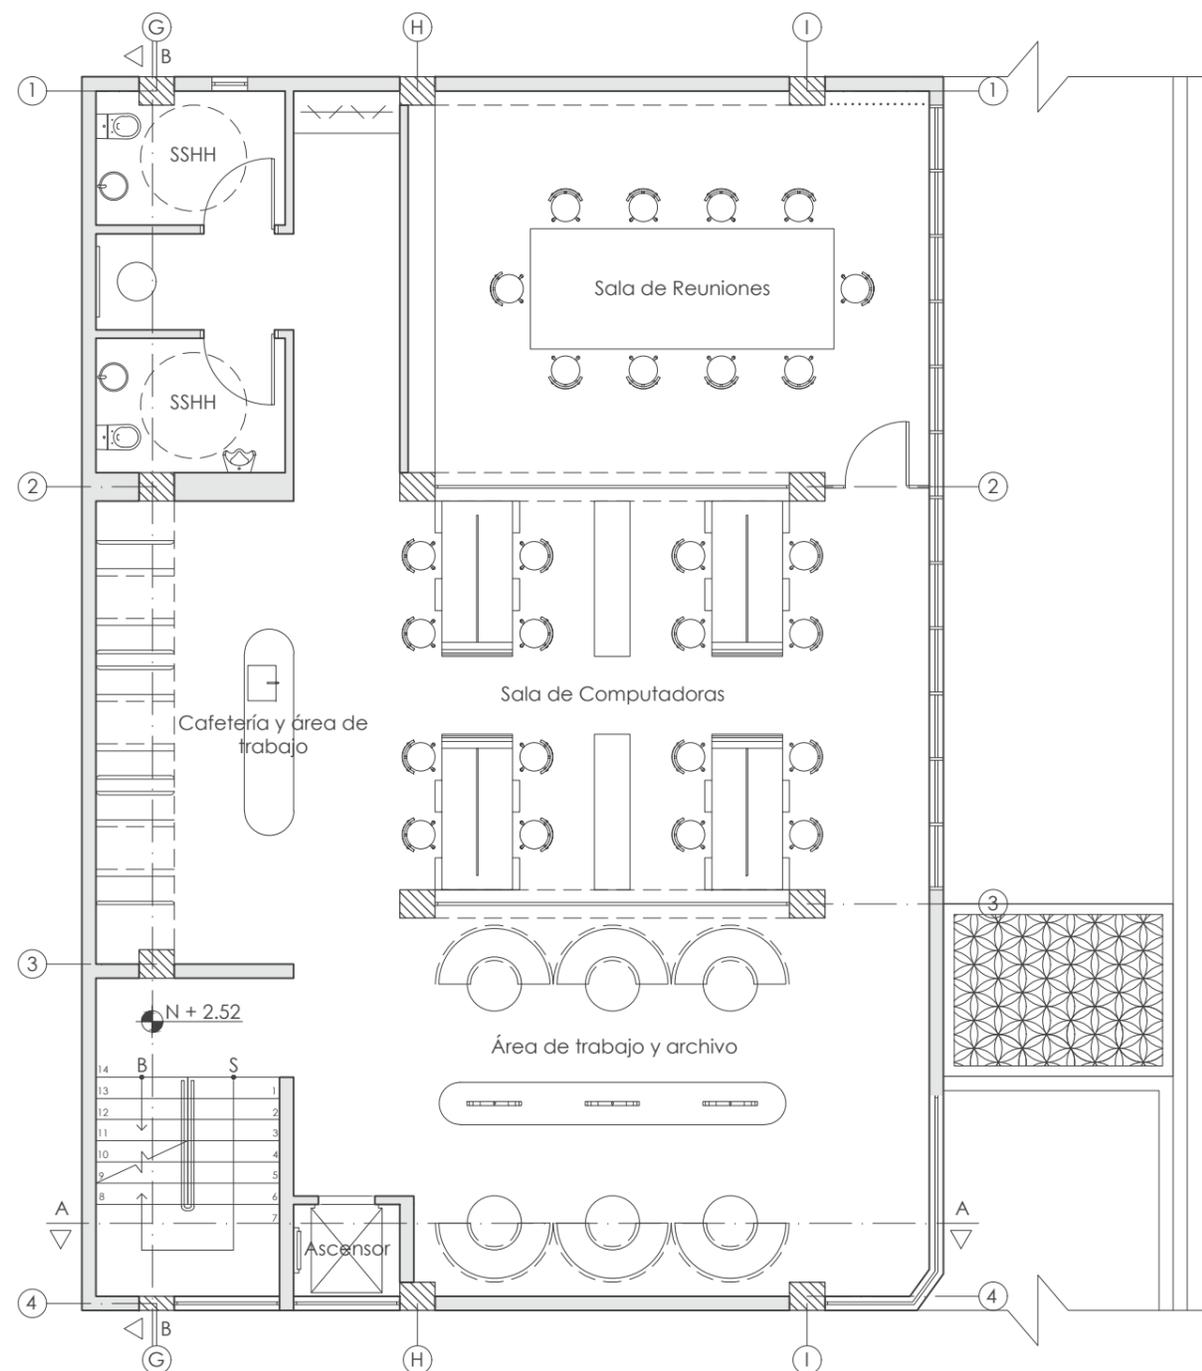 G
H
I
B
1
1
SSHH
Sala de Reuniones
SSHH
2
2
Sala de Computadoras
Cafetería y área de
trabajo
3
3
N + 2.52
Área de trabajo y archivo
B
S
14
13
12
11
10
9
8
1
2
3
4
5
6
7
A
A
Ascensor
4
4
B
G
H
I